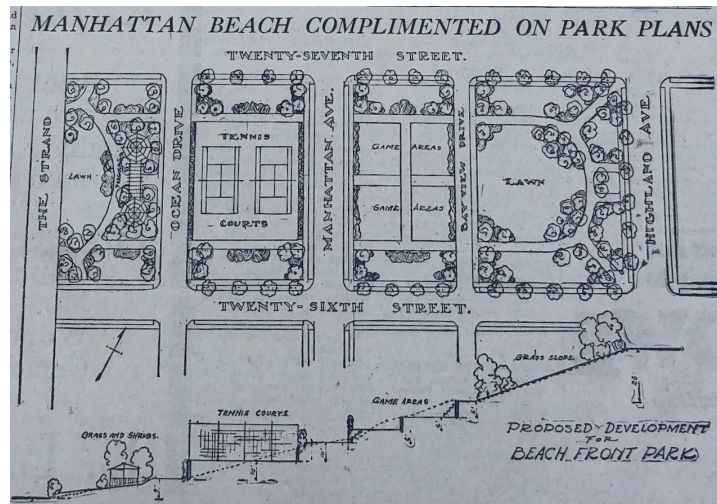 MANHATTAN BEACH COMPLIMENTED ON PARK PLANS
TWENTY-SEVENTH STREET.
THE STRAND
LAWN
OCEAN DRIVE
TENNIS
COURTS
MANHATTAN AVE.
GAME AREAS
GAME AREAS
BAYVIEW DRIVE
LAWN
HIGHLAND AVE.
TWENTY-SIXTH STREET.
GRASS SLOPE
GAME AREAS
TENNIS COURTS
GRASS AND SHRUBS.
PROPOSED DEVELOPMENT
FOR
BEACH FRONT PARK